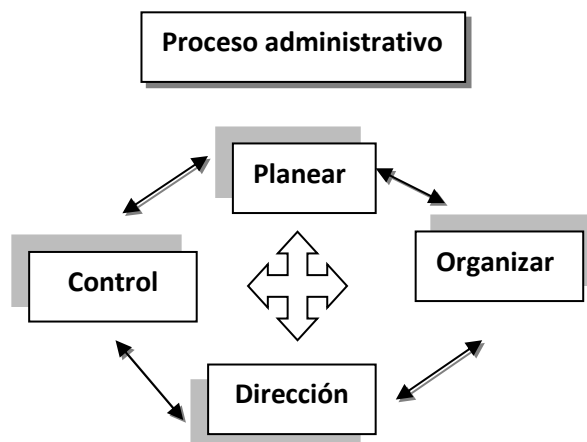 Proceso administrativo
Planear
Organizar
Control
Dirección